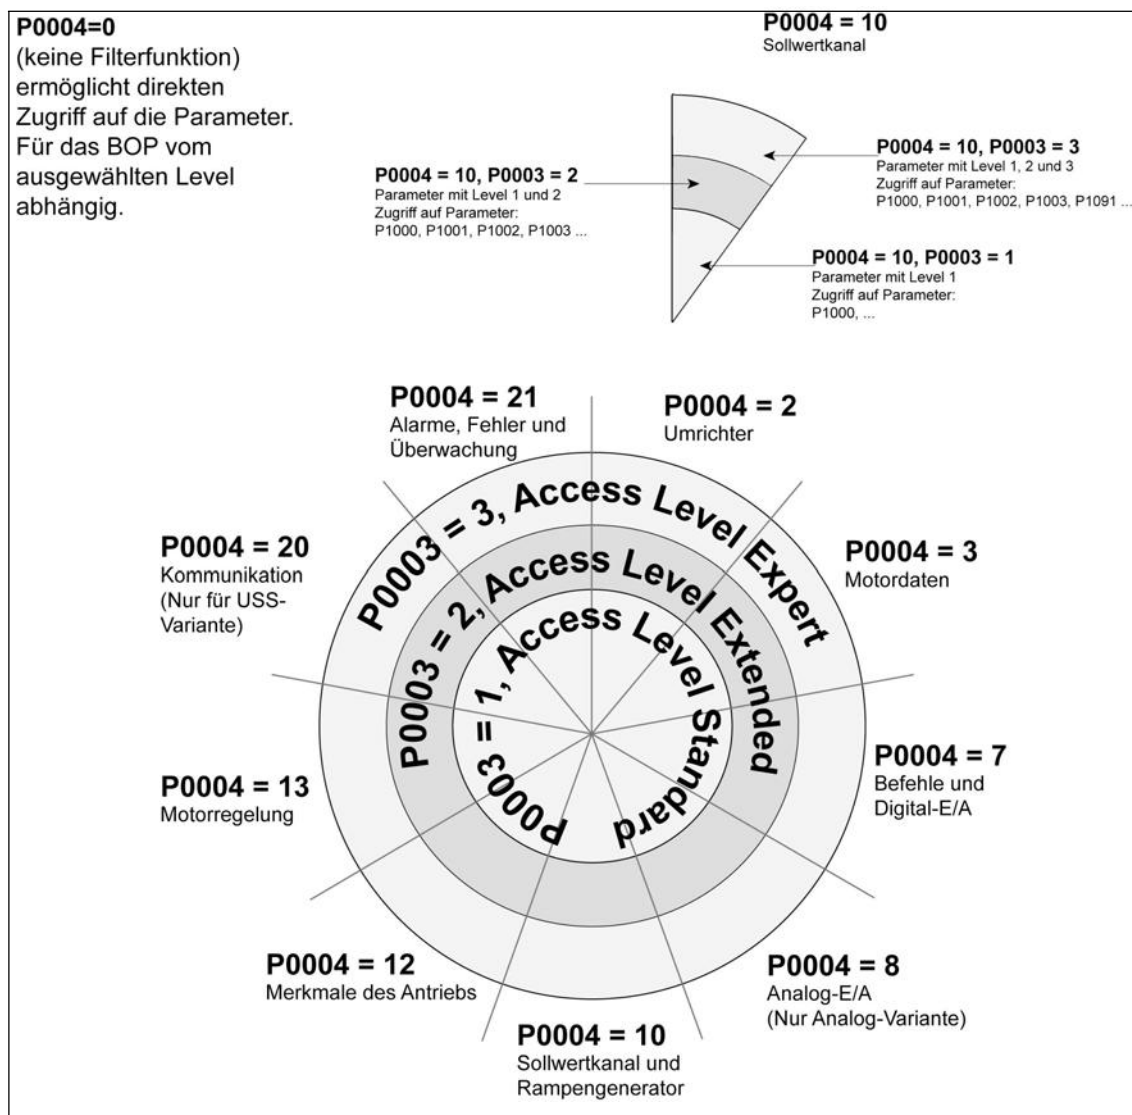 P0004=0
(keine Filterfunktion)
ermöglicht direkten
Zugriff auf die Parameter.
Für das BOP vom
ausgewählten Level
abhängig.
P0004 = 10
Sollwertkanal
P0004 = 10, P0003 = 2
Parameter mit Level 1 und 2
Zugriff auf Parameter:
P1000, P1001, P1002, P1003 ...
P0004 = 10, P0003 = 3
Parameter mit Level 1, 2 und 3
Zugriff auf Parameter:
P1000, P1001, P1002, P1003, P1091 ...
P0004 = 10, P0003 = 1
Parameter mit Level 1
Zugriff auf Parameter:
P1000, ...
P0004 = 21
Alarme, Fehler und
Überwachung
P0004 = 2
Umrichter
P0004 = 20
Kommunikation
(Nur für USS-
Variante)
P0004 = 3
Motordaten
P0003 = 3, Access Level Expert
P0003 = 2, Access Level Extended
P0003 = 1, Access Level Standard
P0004 = 13
Motorregelung
P0004 = 7
Befehle und
Digital-E/A
P0004 = 12
Merkmale des Antriebs
P0004 = 8
Analog-E/A
(Nur Analog-Variante)
P0004 = 10
Sollwertkanal und
Rampengenerator